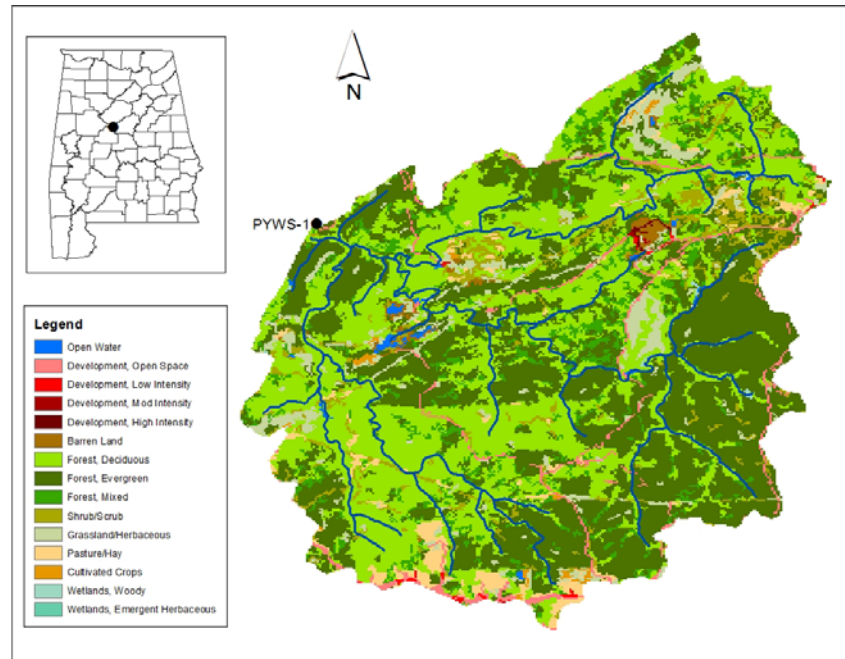 N
PYWS-1
Legend
Open Water
Development, Open Space
Development, Low Intensity
Development, Mod Intensity
Development, High Intensity
Barren Land
Forest, Deciduous
Forest, Evergreen
Forest, Mixed
Shrub/Scrub
Grassland/Herbaceous
Pasture/Hay
Cultivated Crops
Wetlands, Woody
Wetlands, Emergent Herbaceous